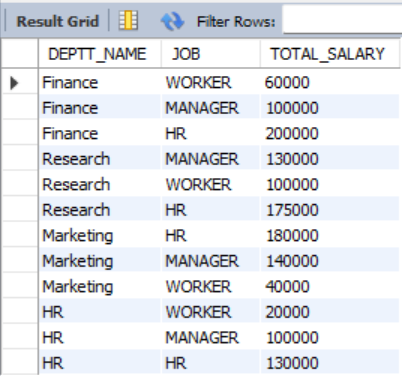 Result Grid Filter Rows:
DEPTT_NAME JOB TOTAL_SALARY
Finance WORKER 60000
Finance MANAGER 100000
Finance HR 200000
Research MANAGER 130000
Research WORKER 100000
Research HR 175000
Marketing HR 180000
Marketing MANAGER 140000
Marketing WORKER 40000
HR WORKER 20000
HR MANAGER 100000
HR HR 130000